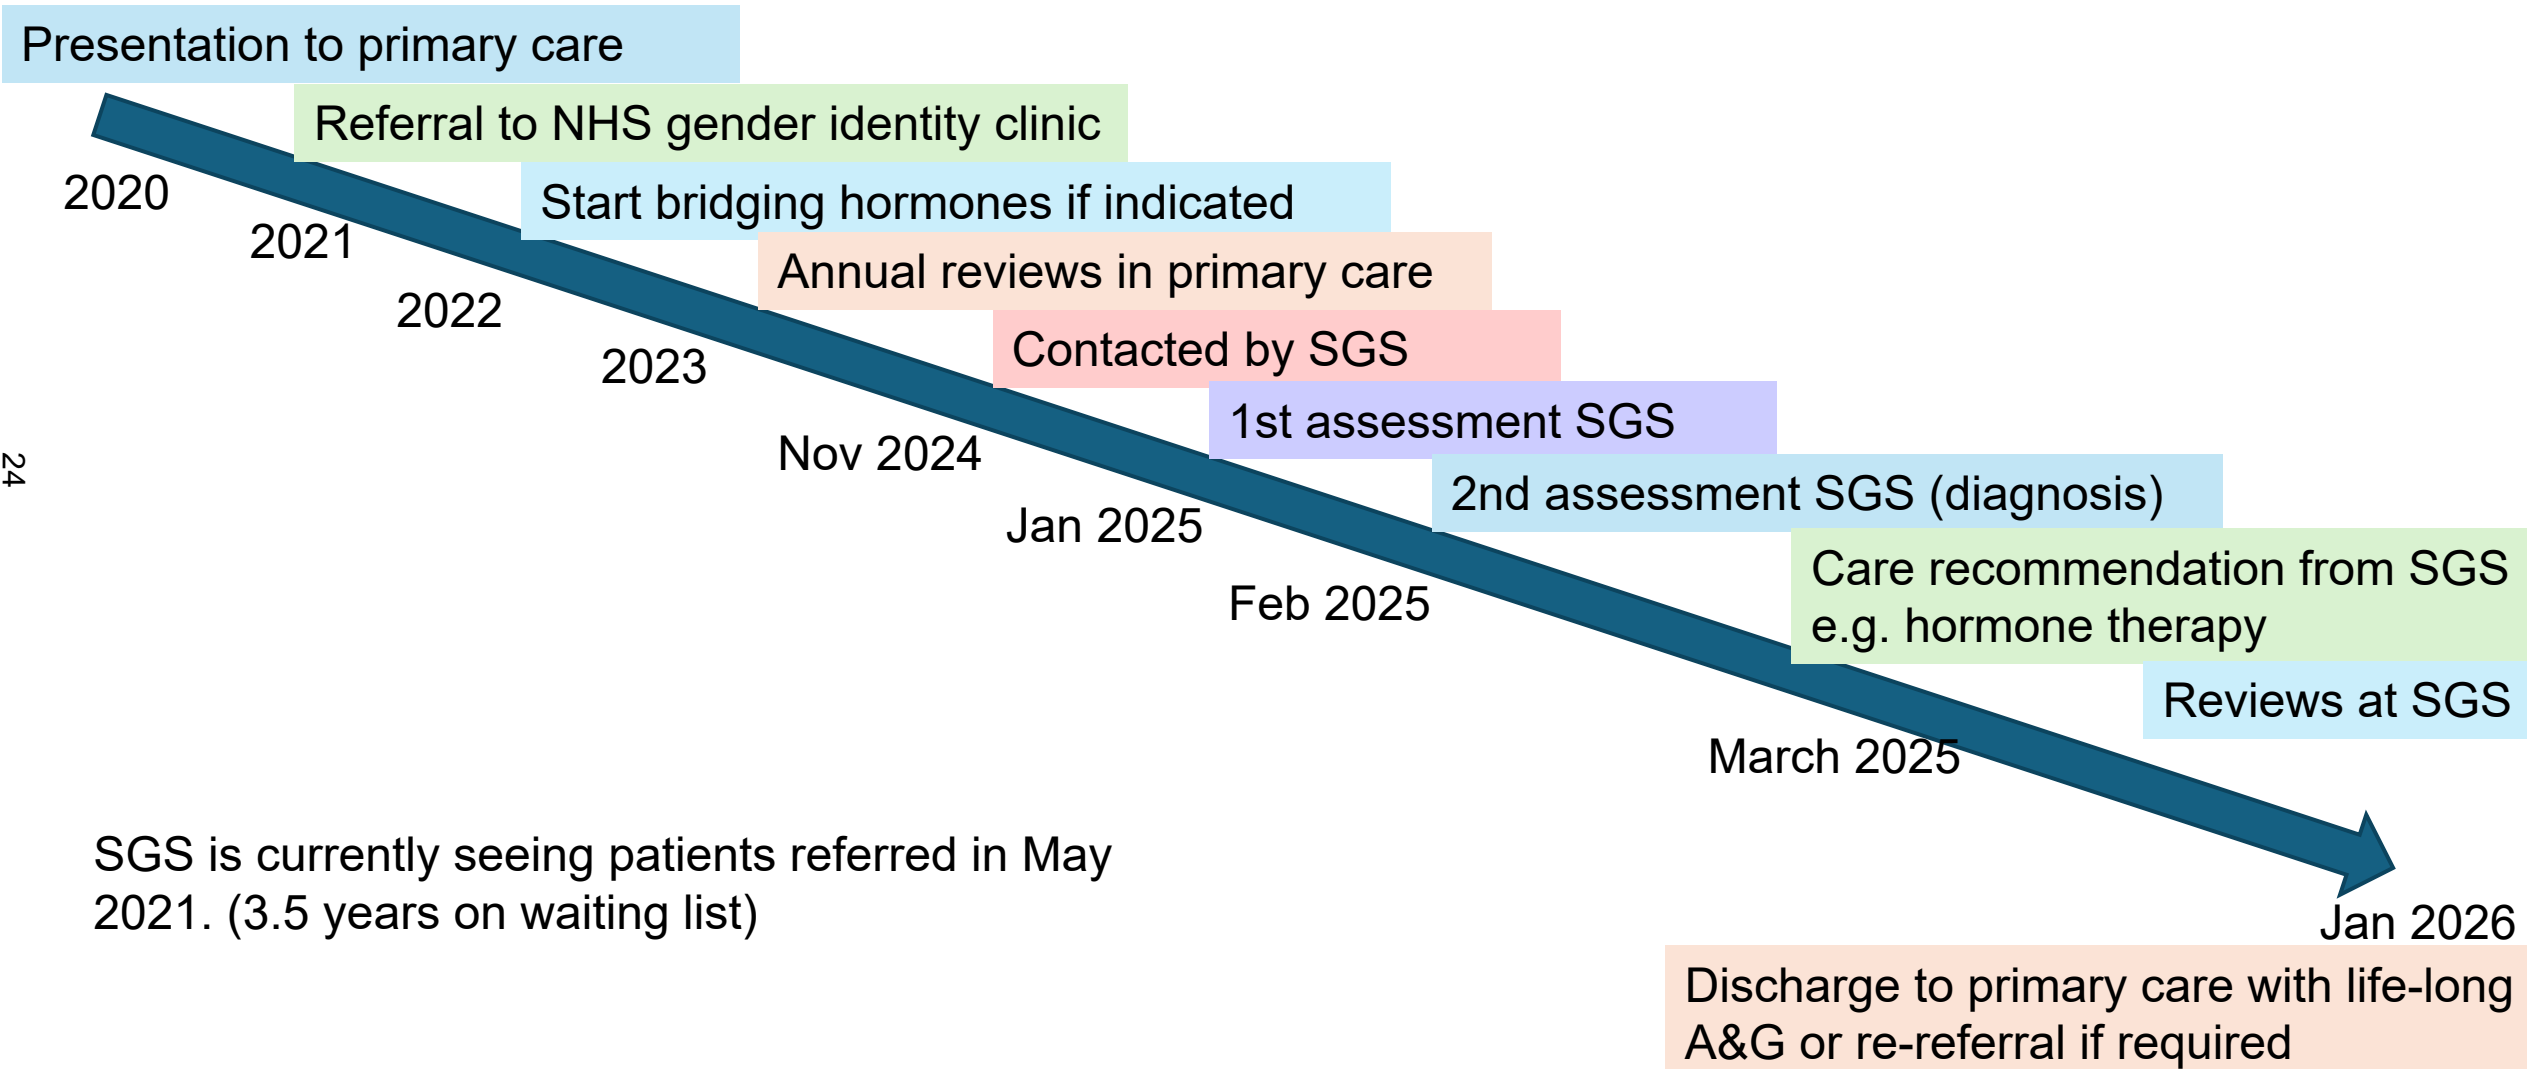 Presentation to primary care
Referral to NHS gender identity clinic
2020
Start bridging hormones if indicated
2021
Annual reviews in primary care
2022
Contacted by SGS
2023
1st assessment SGS
Nov 2024
24
2nd assessment SGS (diagnosis)
Jan 2025
Care recommendation from SGS
e.g. hormone therapy
Feb 2025
Reviews at SGS
March 2025
SGS is currently seeing patients referred in May
2021. (3.5 years on waiting list)
Jan 2026
Discharge to primary care with life-long
A&G or re-referral if required